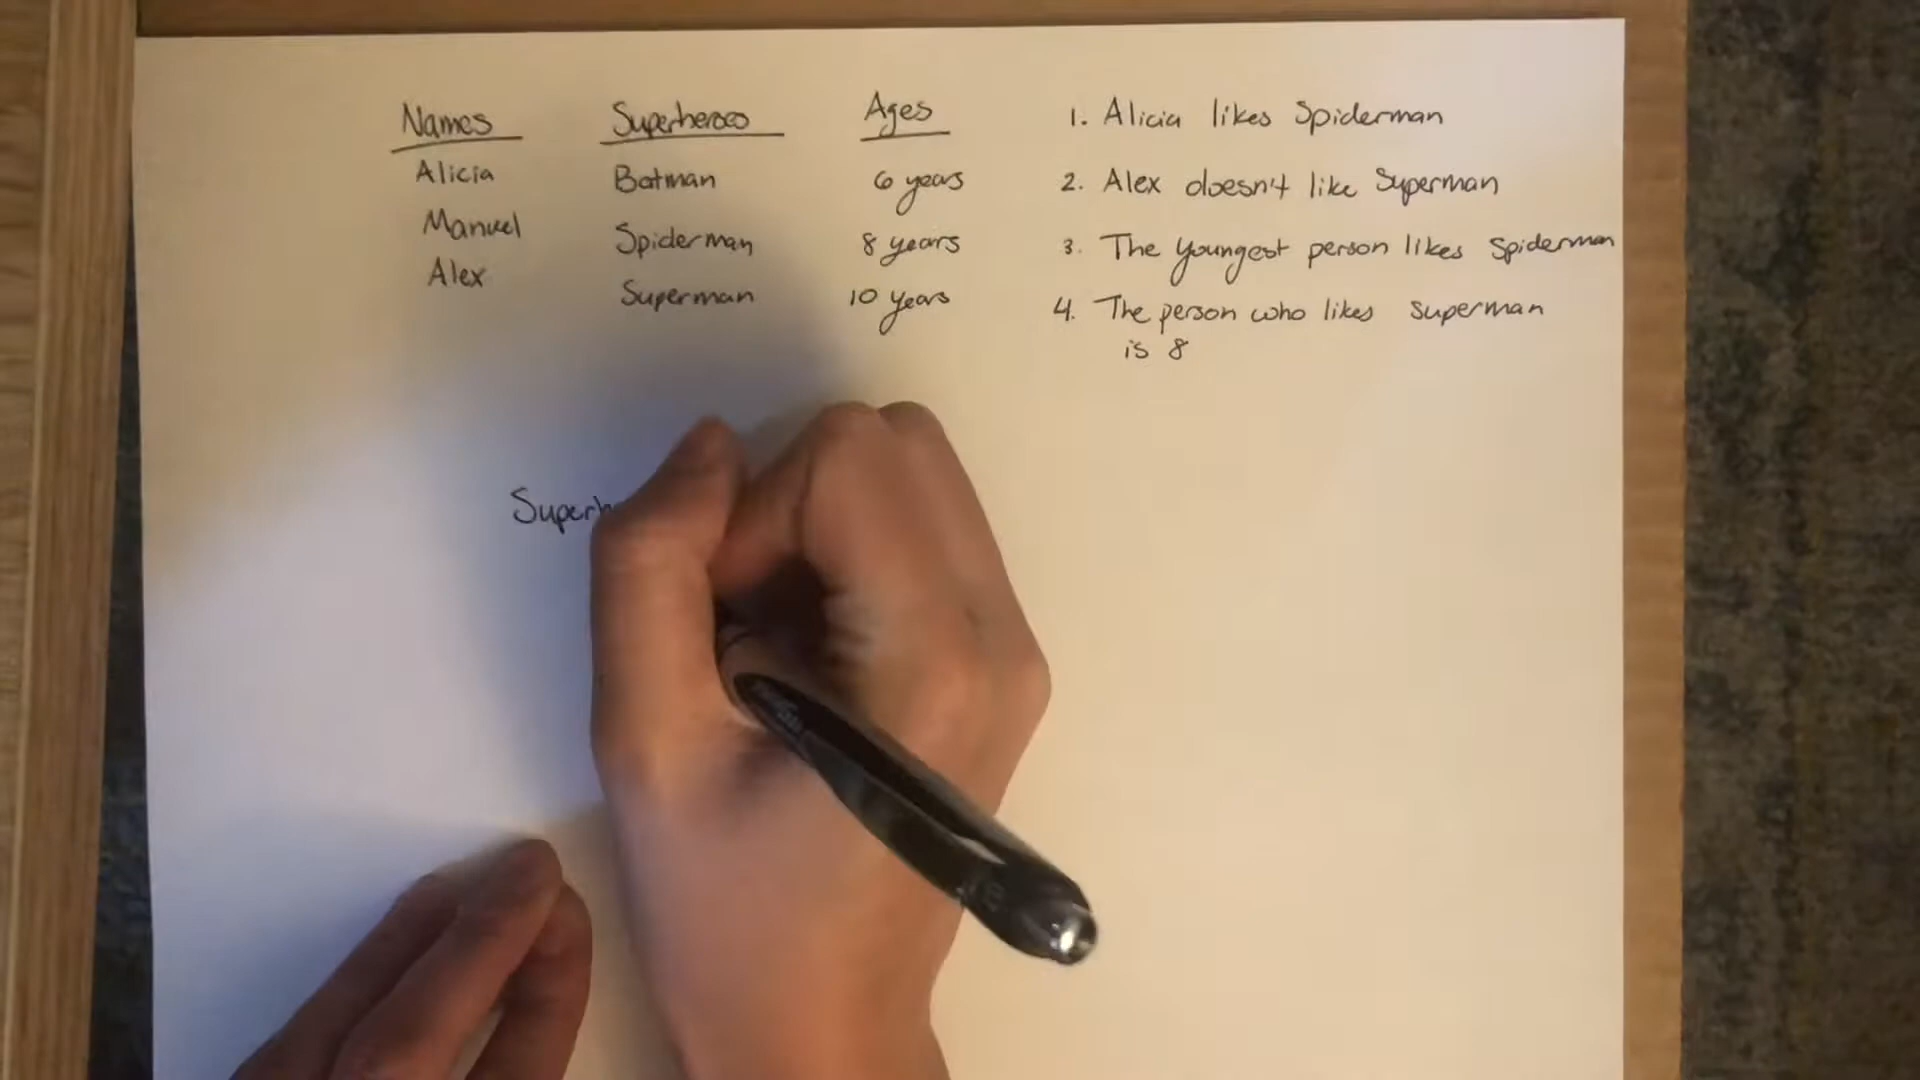 Names
Alicia
Manuel
Alex
Superheroes
Batman
Spiderman
Superman
Ages
6 years
8 years
10 years
1. Alicia likes Spiderman
2. Alex doesn't like Superman
3. The youngest person likes Spiderman
4. The person who likes superman
is 8